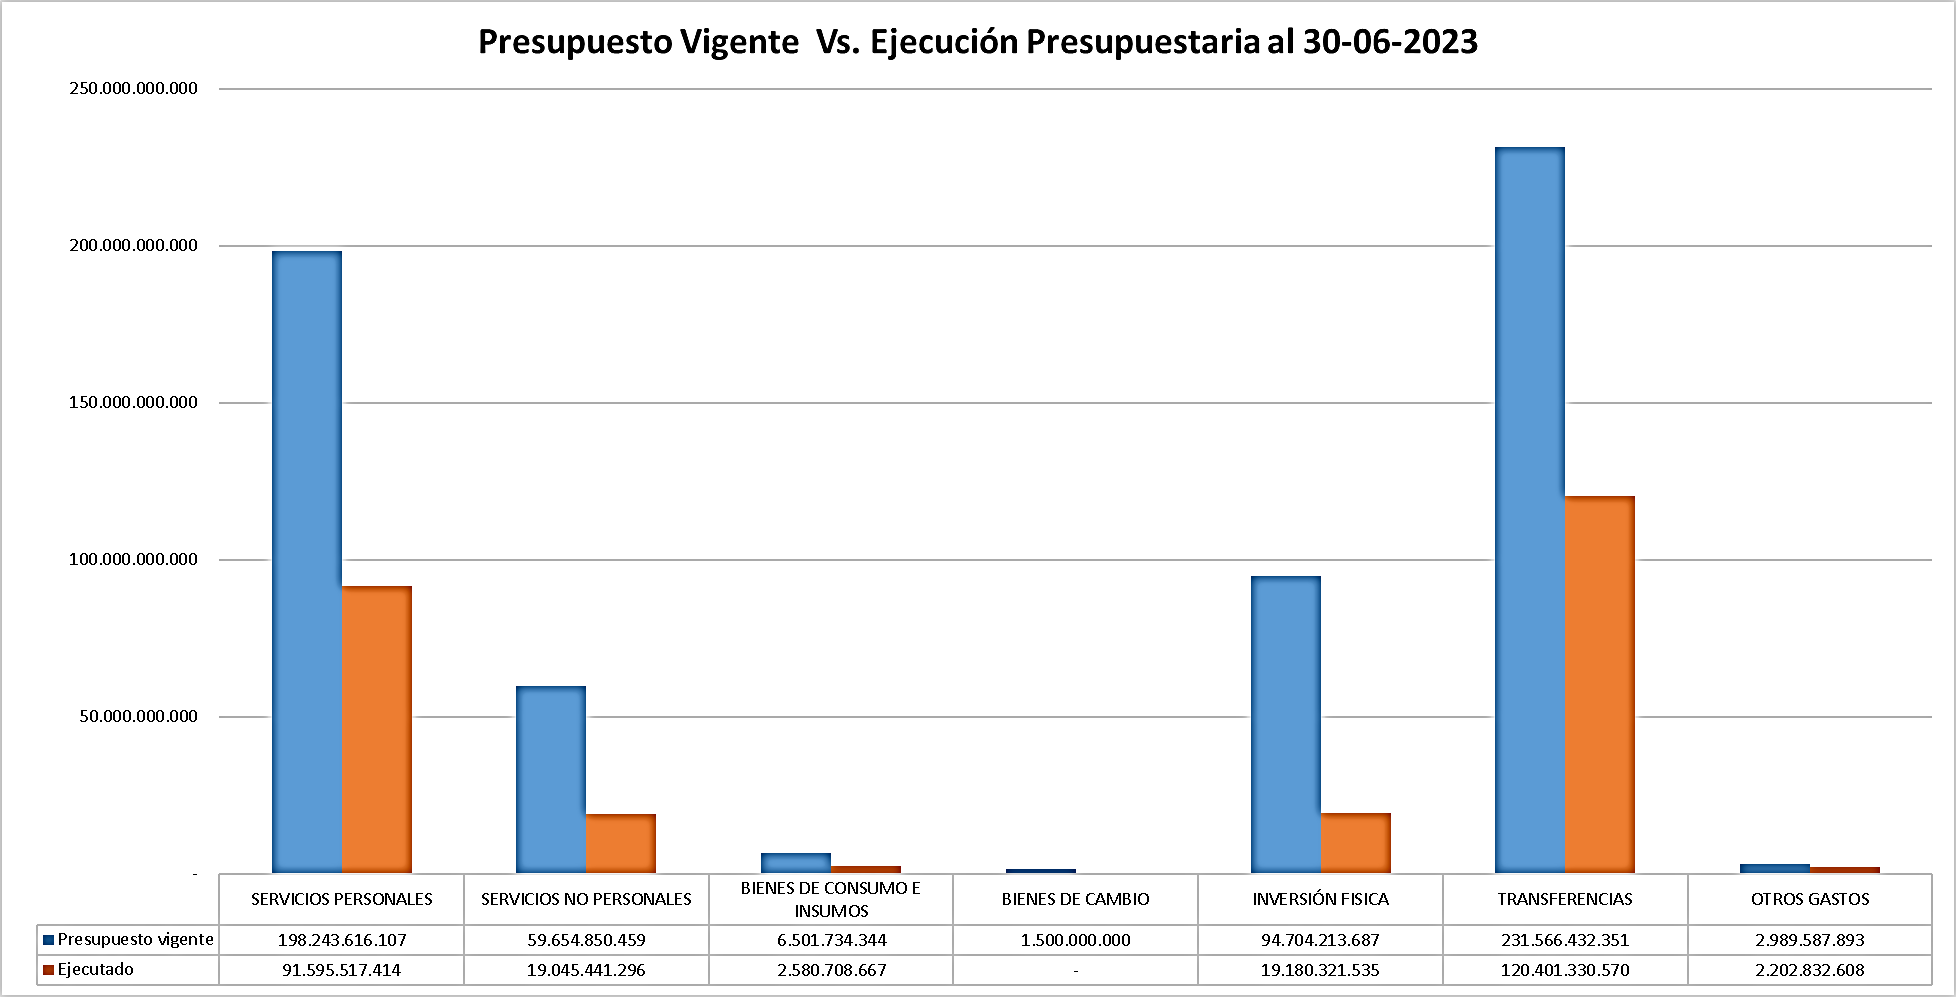 Presupuesto Vigente  Vs. Ejecución Presupuestaria al 30-06-2023
250.000.000.000
200.000.000.000
150.000.000.000
100.000.000.000
50.000.000.000
-
SERVICIOS PERSONALES SERVICIOS NO PERSONALES BIENES DE CONSUMO E INSUMOS BIENES DE CAMBIO INVERSIÓN FISICA TRANSFERENCIAS OTROS GASTOS
Presupuesto vigente 198.243.616.107 59.654.850.459 6.501.734.344 1.500.000.000 94.704.213.687 231.566.432.351 2.989.587.893
Ejecutado 91.595.517.414 19.045.441.296 2.580.708.667 - 19.180.321.535 120.401.330.570 2.202.832.608